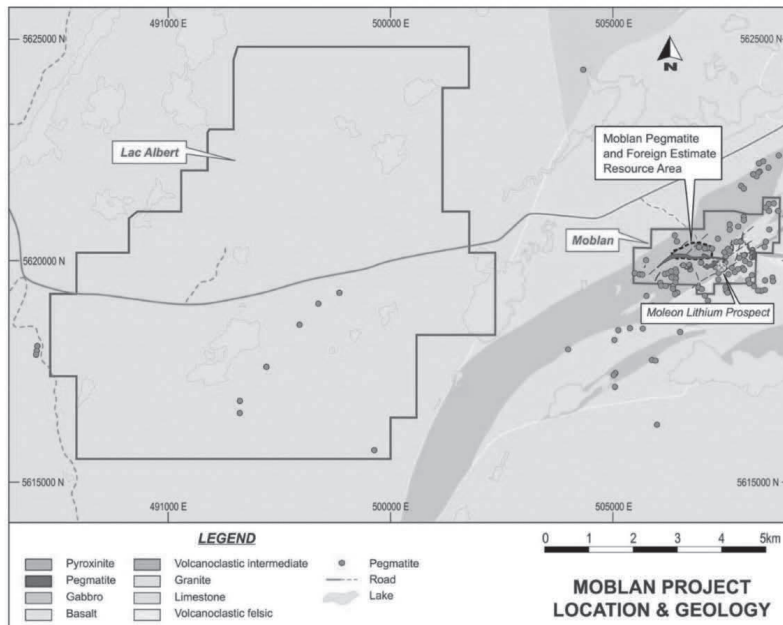 491000 E
500000 E
505000 E
5625000 N
5625000 N
N
Lac Albert
Moblan Pegmatite
and Foreign Estimate
Resource Area
Moblan
5620000 N
5620000 N
Moleon Lithium Prospect
5615000 N
5615000 N
491000 E
500000 E
505000 E
LEGEND
Pyroxinite
Pegmatite
Gabbro
Basalt
Volcanoclastic intermediate
Granite
Limestone
Volcanoclastic felsic
Pegmatite
Road
Lake
0 1 2 3 4 5km
MOBLAN PROJECT
LOCATION & GEOLOGY